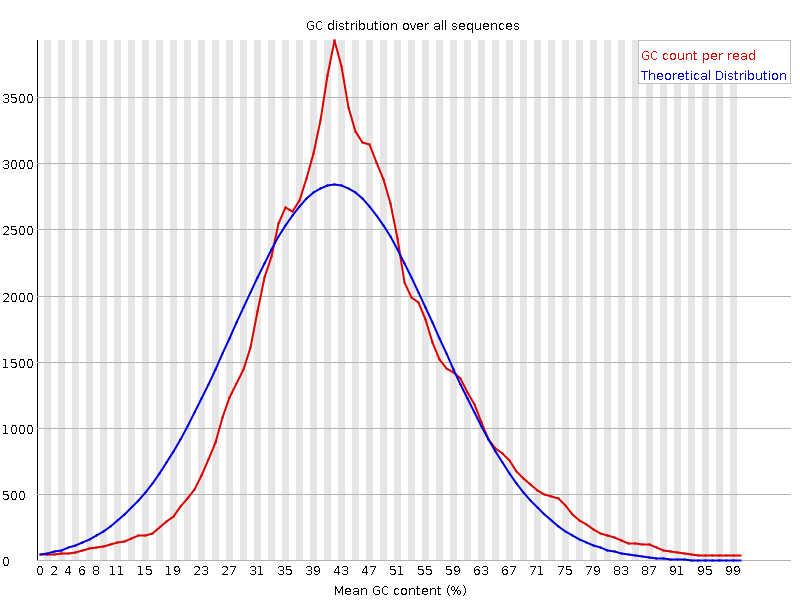 GC distribution over all sequences
GC count per read
Theoretical Distribution
3500
3000
2500
2000
1500
1000
500
0
0 2 4 6 8 11 15 19 23 27 31 35 39 43 47 51 55 59 63 67 71 75 79 83 87 91 95 99
Mean GC content (%)